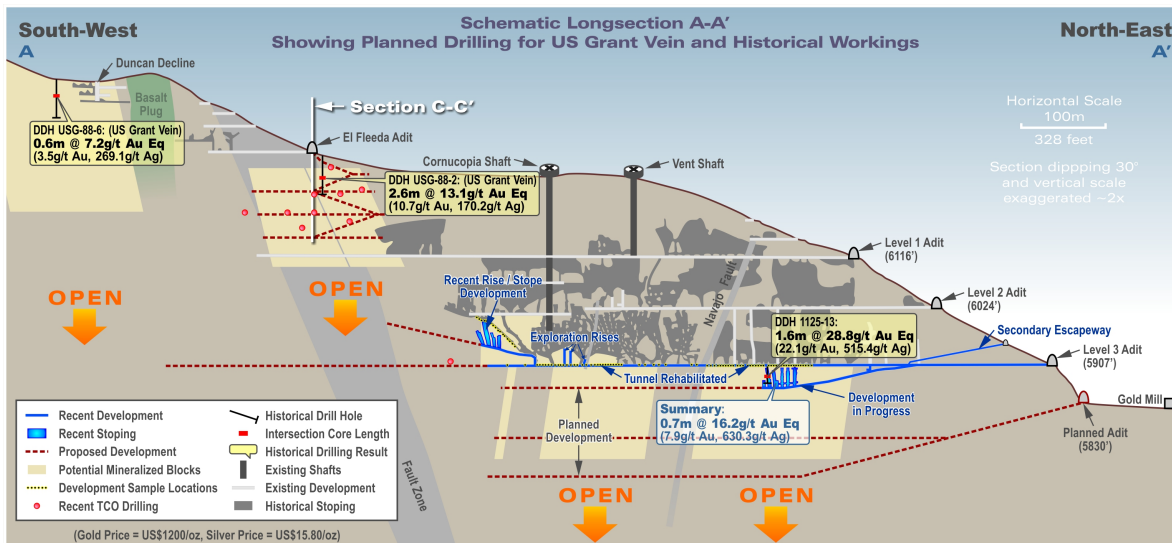 Schematic Longsection A-A'
Showing Planned Drilling for US Grant Vein and Historical Workings
South-West
A
North-East
A'
Duncan Decline
Basalt
Plug
Section C-C'
El Fleeda Adit
DDH USG-88-6: (US Grant Vein)
0.6m @ 7.2g/t Au Eq
(3.5g/t Au, 269.1g/t Ag)
Cornucopia Shaft
Vent Shaft
DDH USG-88-2: (US Grant Vein)
2.6m @ 13.1g/t Au Eq
(10.7g/t Au, 170.2g/t Ag)
Horizontal Scale
100m
328 feet
Section dippping 30°
and vertical scale
exaggerated ~2x
Level 1 Adit
(6116')
OPEN
OPEN
Recent Rise / Stope
Development
Navajo Fault
Level 2 Adit
(6024')
Exploration Rises
DDH 1125-13:
1.6m @ 28.8g/t Au Eq
(22.1g/t Au, 515.4g/t Ag)
Secondary Escapeway
Level 3 Adit
(5907')
Tunnel Rehabilitated
Development
in Progress
Gold Mill
Planned Adit
(5830')
Summary:
0.7m @ 16.2g/t Au Eq
(7.9g/t Au, 630.3g/t Ag)
Planned
Development
Fault Zone
OPEN
OPEN
Recent Development
Recent Stoping
Proposed Development
Potential Mineralized Blocks
Development Sample Locations
Recent TCO Drilling
Historical Drill Hole
Intersection Core Length
Historical Drilling Result
Existing Shafts
Existing Development
Historical Stoping
(Gold Price = US$1200/oz, Silver Price = US$15.80/oz)